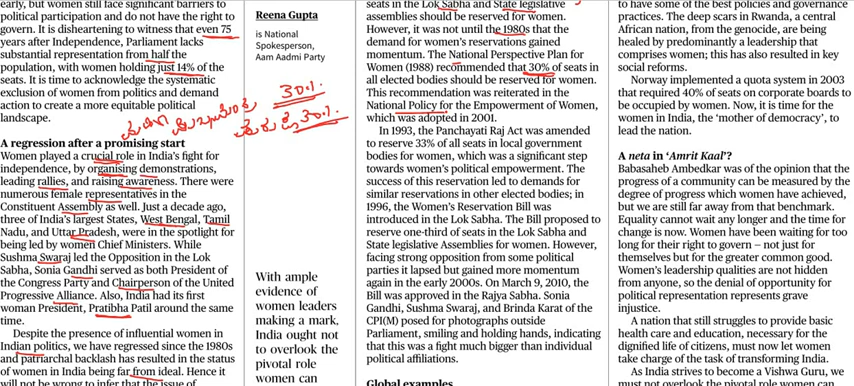 early, but women still face significant barriers to
political participation and do not have the right to
govern. It is disheartening to witness that even 75
years after Independence, Parliament lacks
substantial representation from half the
population, with women holding just 14% of the
seats. It is time to acknowledge the systematic
exclusion of women from politics and demand
action to create a more equitable political
landscape.
A regression after a promising start
Women played a crucial role in India's fight for
independence, by organising demonstrations,
leading rallies, and raising awareness. There were
numerous female representatives in the
Constituent Assembly as well. Just a decade ago,
three of India's largest States, West Bengal, Tamil
Nadu, and Uttar Pradesh, were in the spotlight for
being led by women Chief Ministers. While
Sushma Swaraj led the Opposition in the Lok
Sabha, Sonia Gandhi served as both President of
the Congress Party and Chairperson of the United
Progressive Alliance. Also, India had its first
woman President, Pratibha Patil around the same
time.
Despite the presence of influential women in
Indian politics, we have regressed since the 1980s
and patriarchal backlash has resulted in the status
of women in India being far from ideal. Hence it
will not be wrong to infer that the issue of
Reena Gupta
is National
Spokesperson,
Aam Aadmi Party
30%
30%
With ample
evidence of
women leaders
making a mark,
India ought not
to overlook the
pivotal role
women can
seats in the Lok Sabha and State legislative
assemblies should be reserved for women.
However, it was not until the 1980s that the
demand for women's reservations gained
momentum. The National Perspective Plan for
Women (1988) recommended that 30% of seats in
all elected bodies should be reserved for women.
This recommendation was reiterated in the
National Policy for the Empowerment of Women,
which was adopted in 2001.
In 1993, the Panchayati Raj Act was amended
to reserve 33% of all seats in local government
bodies for women, which was a significant step
towards women's political empowerment. The
success of this reservation led to demands for
similar reservations in other elected bodies; in
1996, the Women's Reservation Bill was
introduced in the Lok Sabha. The Bill proposed to
reserve one-third of seats in the Lok Sabha and
State legislative Assemblies for women. However,
facing strong opposition from some political
parties it lapsed but gained more momentum
again in the early 2000s. On March 9, 2010, the
Bill was approved in the Rajya Sabha. Sonia
Gandhi, Sushma Swaraj, and Brinda Karat of the
CPI(M) posed for photographs outside
Parliament, smiling and holding hands, indicating
that this was a fight much bigger than individual
political affiliations.
Global examples
to have some of the best policies and governance
practices. The deep scars in Rwanda, a central
African nation, from the genocide, are being
healed by predominantly a leadership that
comprises women; this has also resulted in key
social reforms.
Norway implemented a quota system in 2003
that required 40% of seats on corporate boards to
be occupied by women. Now, it is time for the
women in India, the 'mother of democracy', to
lead the nation.
A neta in 'Amrit Kaal'?
Babasaheb Ambedkar was of the opinion that the
progress of a community can be measured by the
degree of progress which women have achieved,
but we are still far away from that benchmark.
Equality cannot wait any longer and the time for
change is now. Women have been waiting for too
long for their right to govern — not just for
themselves but for the greater common good.
Women's leadership qualities are not hidden
from anyone, so the denial of opportunity for
political representation represents grave
injustice.
A nation that still struggles to provide basic
health care and education, necessary for the
dignified life of citizens, must now let women
take charge of the task of transforming India.
As India strives to become a Vishwa Guru, we
must not overlook the pivotal role women can